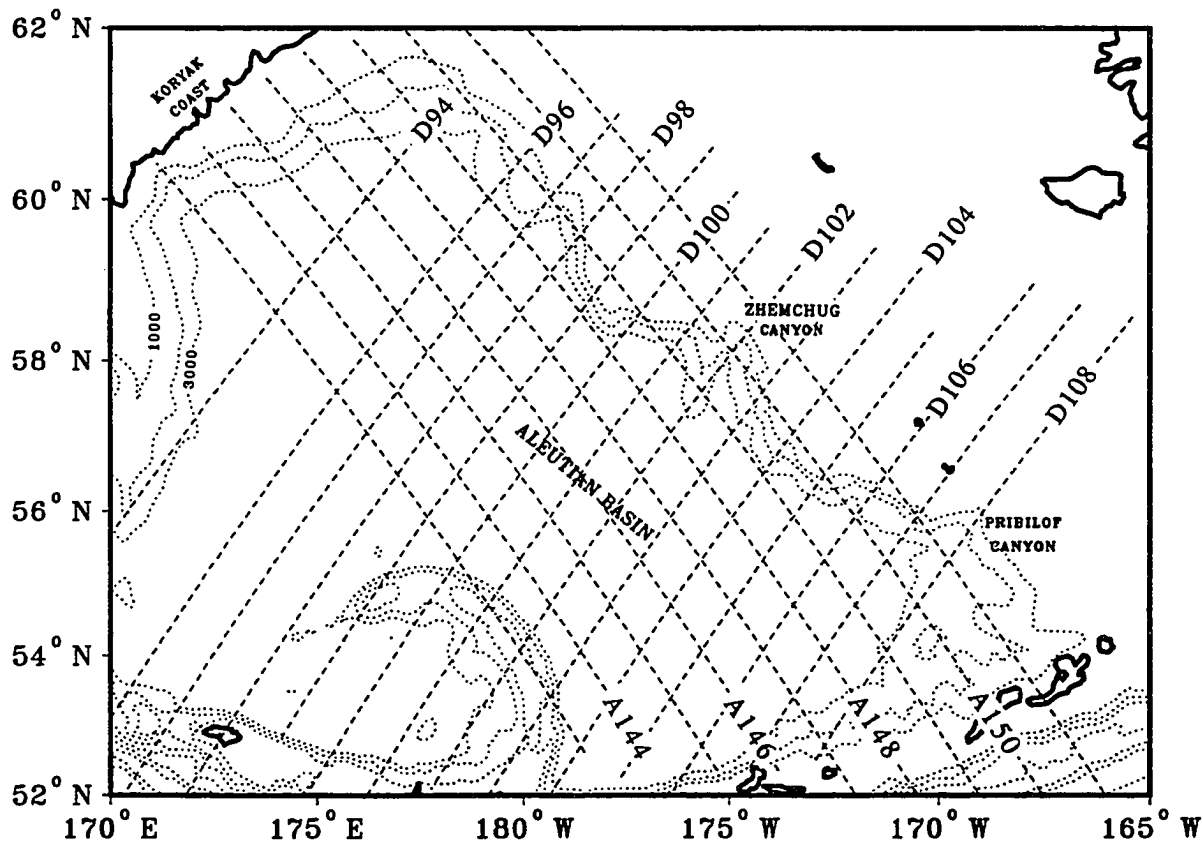 62° N
KORYAK
COAST
D94
D96
D98
60° N
D100
D102
D104
1000
3000
ZHEMCHUG
CANYON
58° N
D106
D108
ALEUTIAN BASIN
56° N
PRIBILOF
CANYON
54° N
A144
A146
A148
A150
52° N
170° E
175° E
180° W
175° W
170° W
165° W